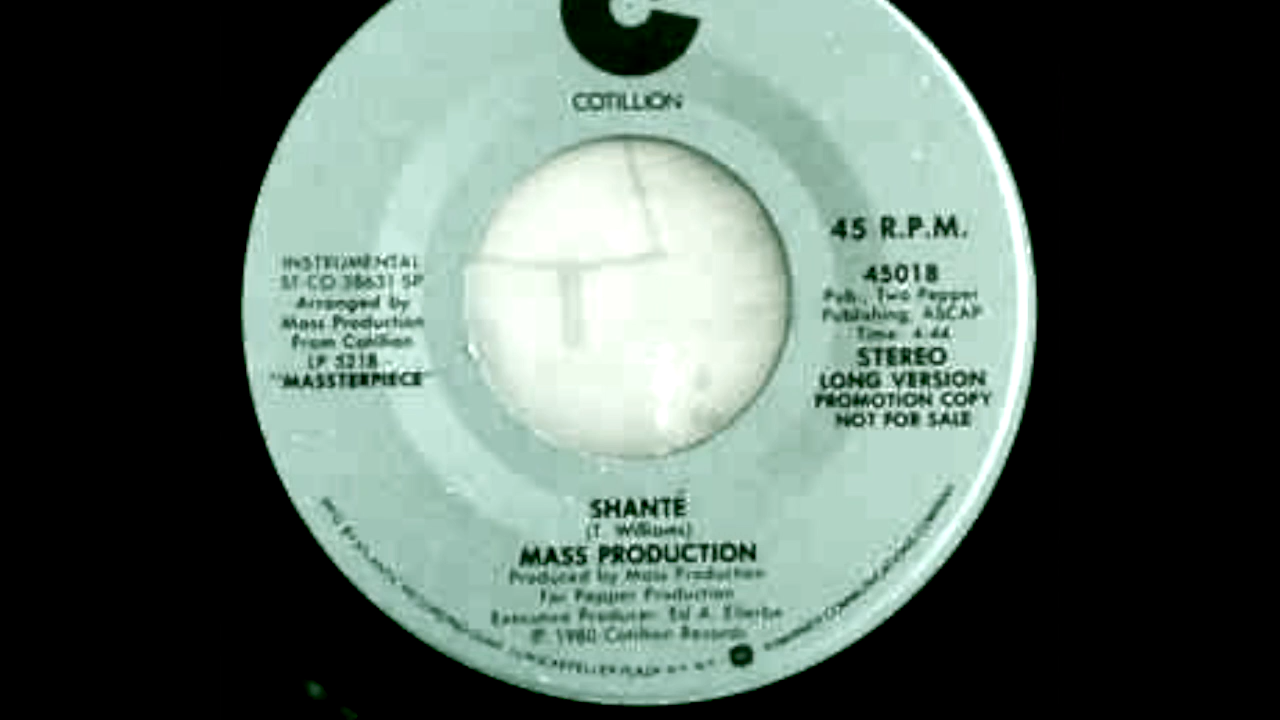 COTILLION
INSTRUMENTAL
ST-CO 38631 SP
Arranged by
Mass Production
From Cotillion
LP 5218 -
"MASSTERPIECE"
45 R.P.M.
45018
Pub., Two Pepper
Publishing, ASCAP
Time: 4:44
STEREO
LONG VERSION
PROMOTION COPY
NOT FOR SALE
SHANTÉ
(T. Williams)
MASS PRODUCTION
Produced by Mass Production
For Pepper Production
Executive Producer: Ed A. Ellerbe
℗ 1980 Cotillion Records